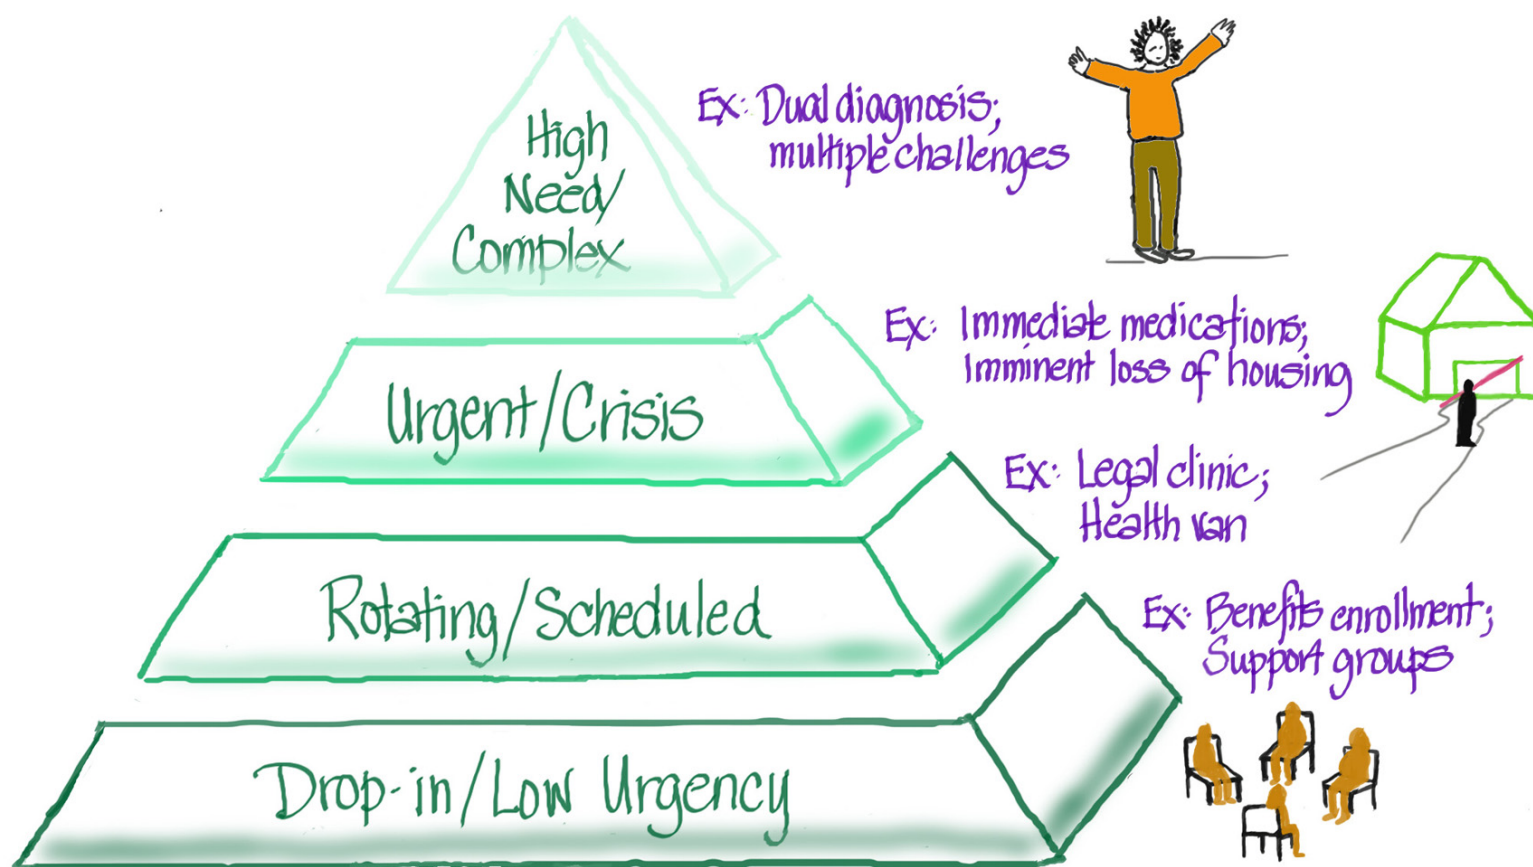 High
Need/
Complex
Ex: Dual diagnosis;
multiple challenges
Urgent/Crisis
Ex: Immediate medications;
Imminent loss of housing
Rotating/Scheduled
Ex: Legal clinic;
Health van
Drop-in/Low Urgency
Ex: Benefits enrollment;
Support groups